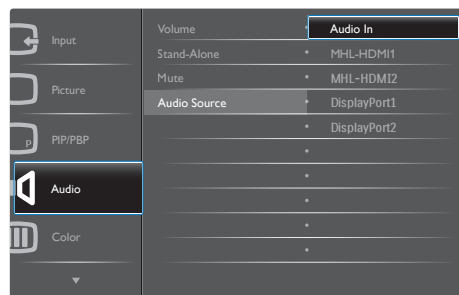 Input
Picture
P
PIP/PBP
Audio
Color
Volume
Stand-Alone
Mute
Audio Source
Audio In
MHL-HDMI1
MHL-HDMI2
DisplayPort1
DisplayPort2